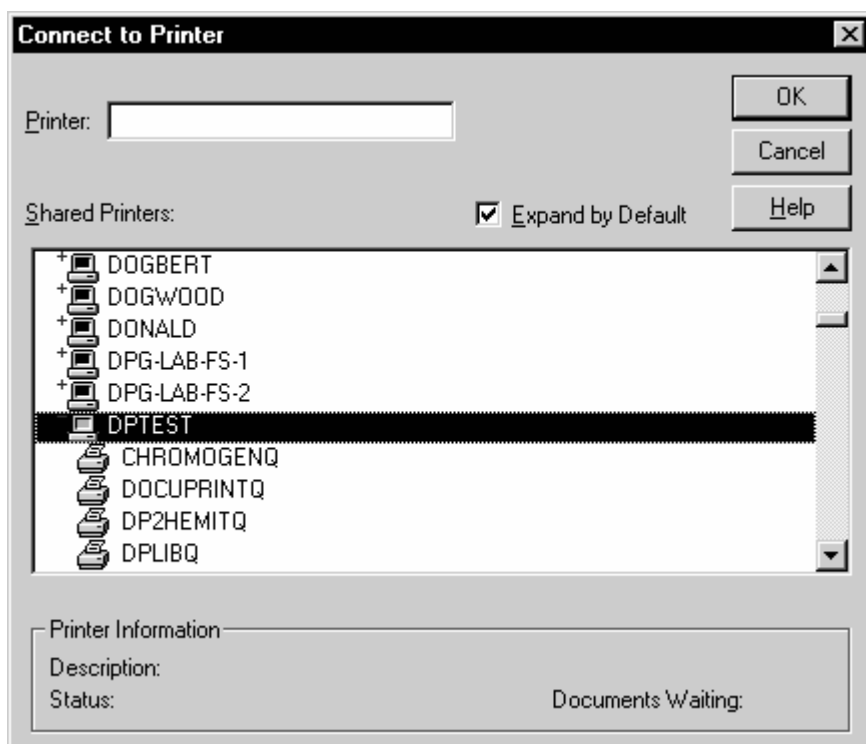 Connect to Printer
Printer:
OK
Cancel
Shared Printers:
Expand by Default
Help
DOGBERT
DOGWOOD
DONALD
DPG-LAB-FS-1
DPG-LAB-FS-2
DPTEST
CHROMOGENQ
DOCUPRINTQ
DP2HEMITQ
DPLIBQ
Printer Information
Description:
Status:
Documents Waiting: